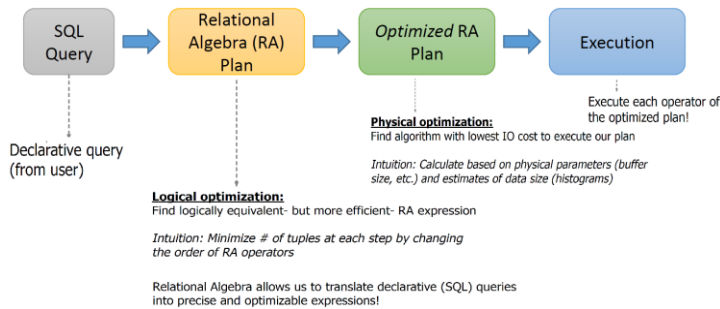 SQL
Query
Relational
Algebra (RA)
Plan
Optimized RA
Plan
Execution
Declarative query
(from user)
Logical optimization:
Find logically equivalent- but more efficient- RA expression
Intuition: Minimize # of tuples at each step by changing
the order of RA operators
Relational Algebra allows us to translate declarative (SQL) queries
into precise and optimizable expressions!
Physical optimization:
Find algorithm with lowest IO cost to execute our plan
Intuition: Calculate based on physical parameters (buffer
size, etc.) and estimates of data size (histograms)
Execute each operator of
the optimized plan!